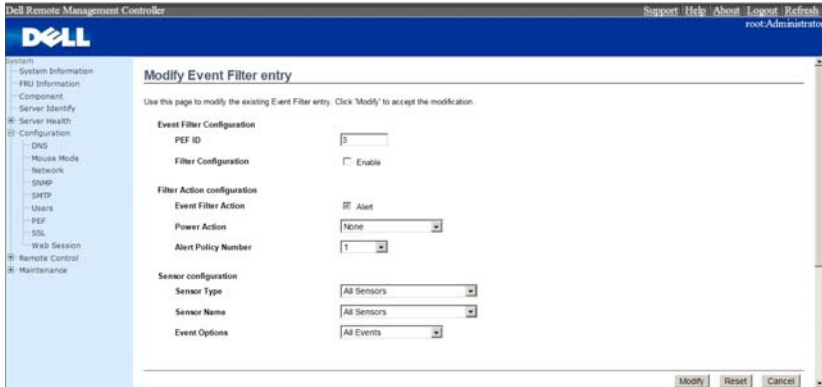 Dell Remote Management Controller
Support Help About Logout Refresh
root:Administrato
DELL
System
System Information
FRU Information
Component
Server Identify
Server Health
Configuration
DNS
Mouse Mode
Network
SNMP
SMTP
Users
PEF
SSL
Web Session
Remote Control
Maintenance
Modify Event Filter entry
Use this page to modify the existing Event Filter entry. Click 'Modify' to accept the modification.
Event Filter Configuration
PEF ID 3
Filter Configuration Enable
Filter Action configuration
Event Filter Action Alert
Power Action None
Alert Policy Number 1
Sensor configuration
Sensor Type All Sensors
Sensor Name All Sensors
Event Options All Events
Modify Reset Cancel